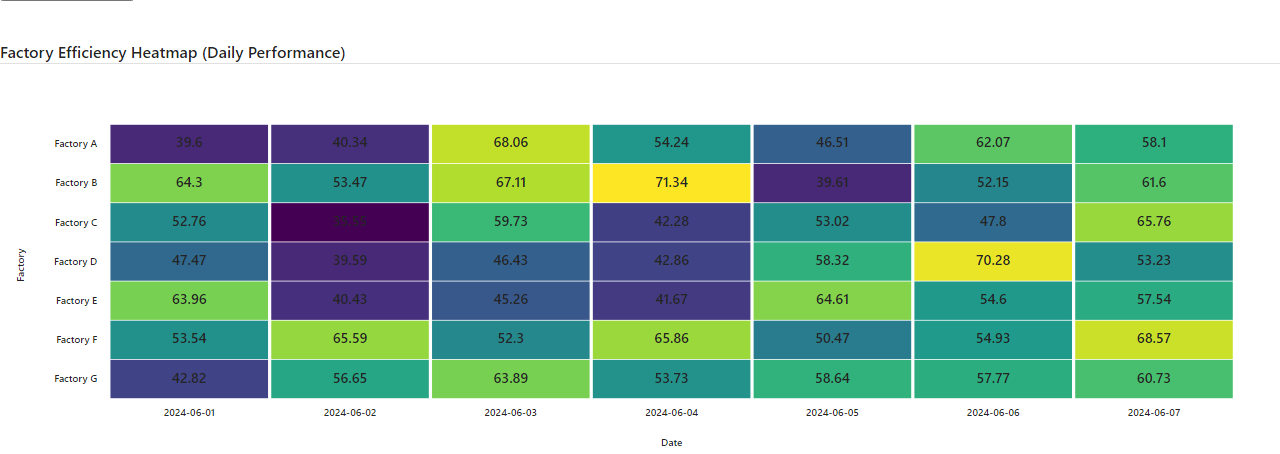 Factory Efficiency Heatmap (Daily Performance)
Factory
Factory A 39.6 40.34 68.06 54.24 46.51 62.07 58.1
Factory B 64.3 53.47 67.11 71.34 39.61 52.15 61.6
Factory C 52.76 59.73 42.28 53.02 47.8 65.76
Factory D 47.47 39.59 46.43 42.86 58.32 70.28 53.23
Factory E 63.96 40.43 45.26 41.67 64.61 54.6 57.54
Factory F 53.54 65.59 52.3 65.86 50.47 54.93 68.57
Factory G 42.82 56.65 63.89 53.73 58.64 57.77 60.73
2024-06-01 2024-06-02 2024-06-03 2024-06-04 2024-06-05 2024-06-06 2024-06-07
Date